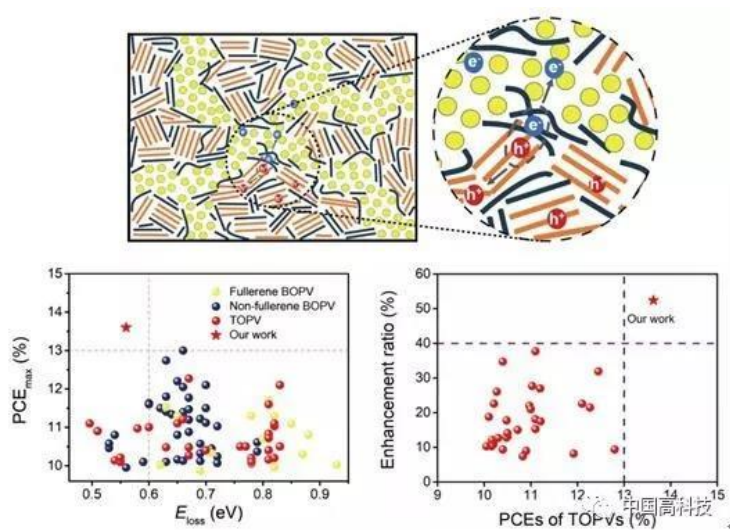 e⁻
e⁻
e⁻
h⁺
h⁺
h⁺
h⁺
15
14
13
12
11
10
PCEmax (%)
Fullerene BOPV
Non-fullerene BOPV
TOPV
Our work
0.5 0.6 0.7 0.8 0.9
Eloss (eV)
60
50
40
30
20
10
0
Enhancement ratio (%)
Our work
9 10 11 12 13 14 15
PCEs of TOPVs (%)
中国高科技